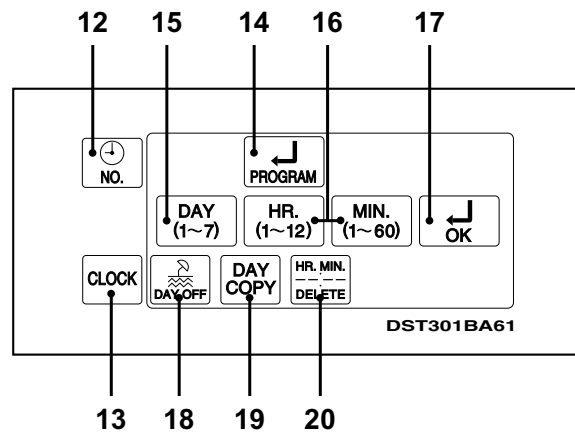 12 15 14 16 17
NO.
PROGRAM
DAY
(1~7)
HR.
(1~12)
MIN.
(1~60)
OK
CLOCK
DAY OFF
DAY
COPY
HR. MIN.
--:--
DELETE
DST301BA61
13 18 19 20